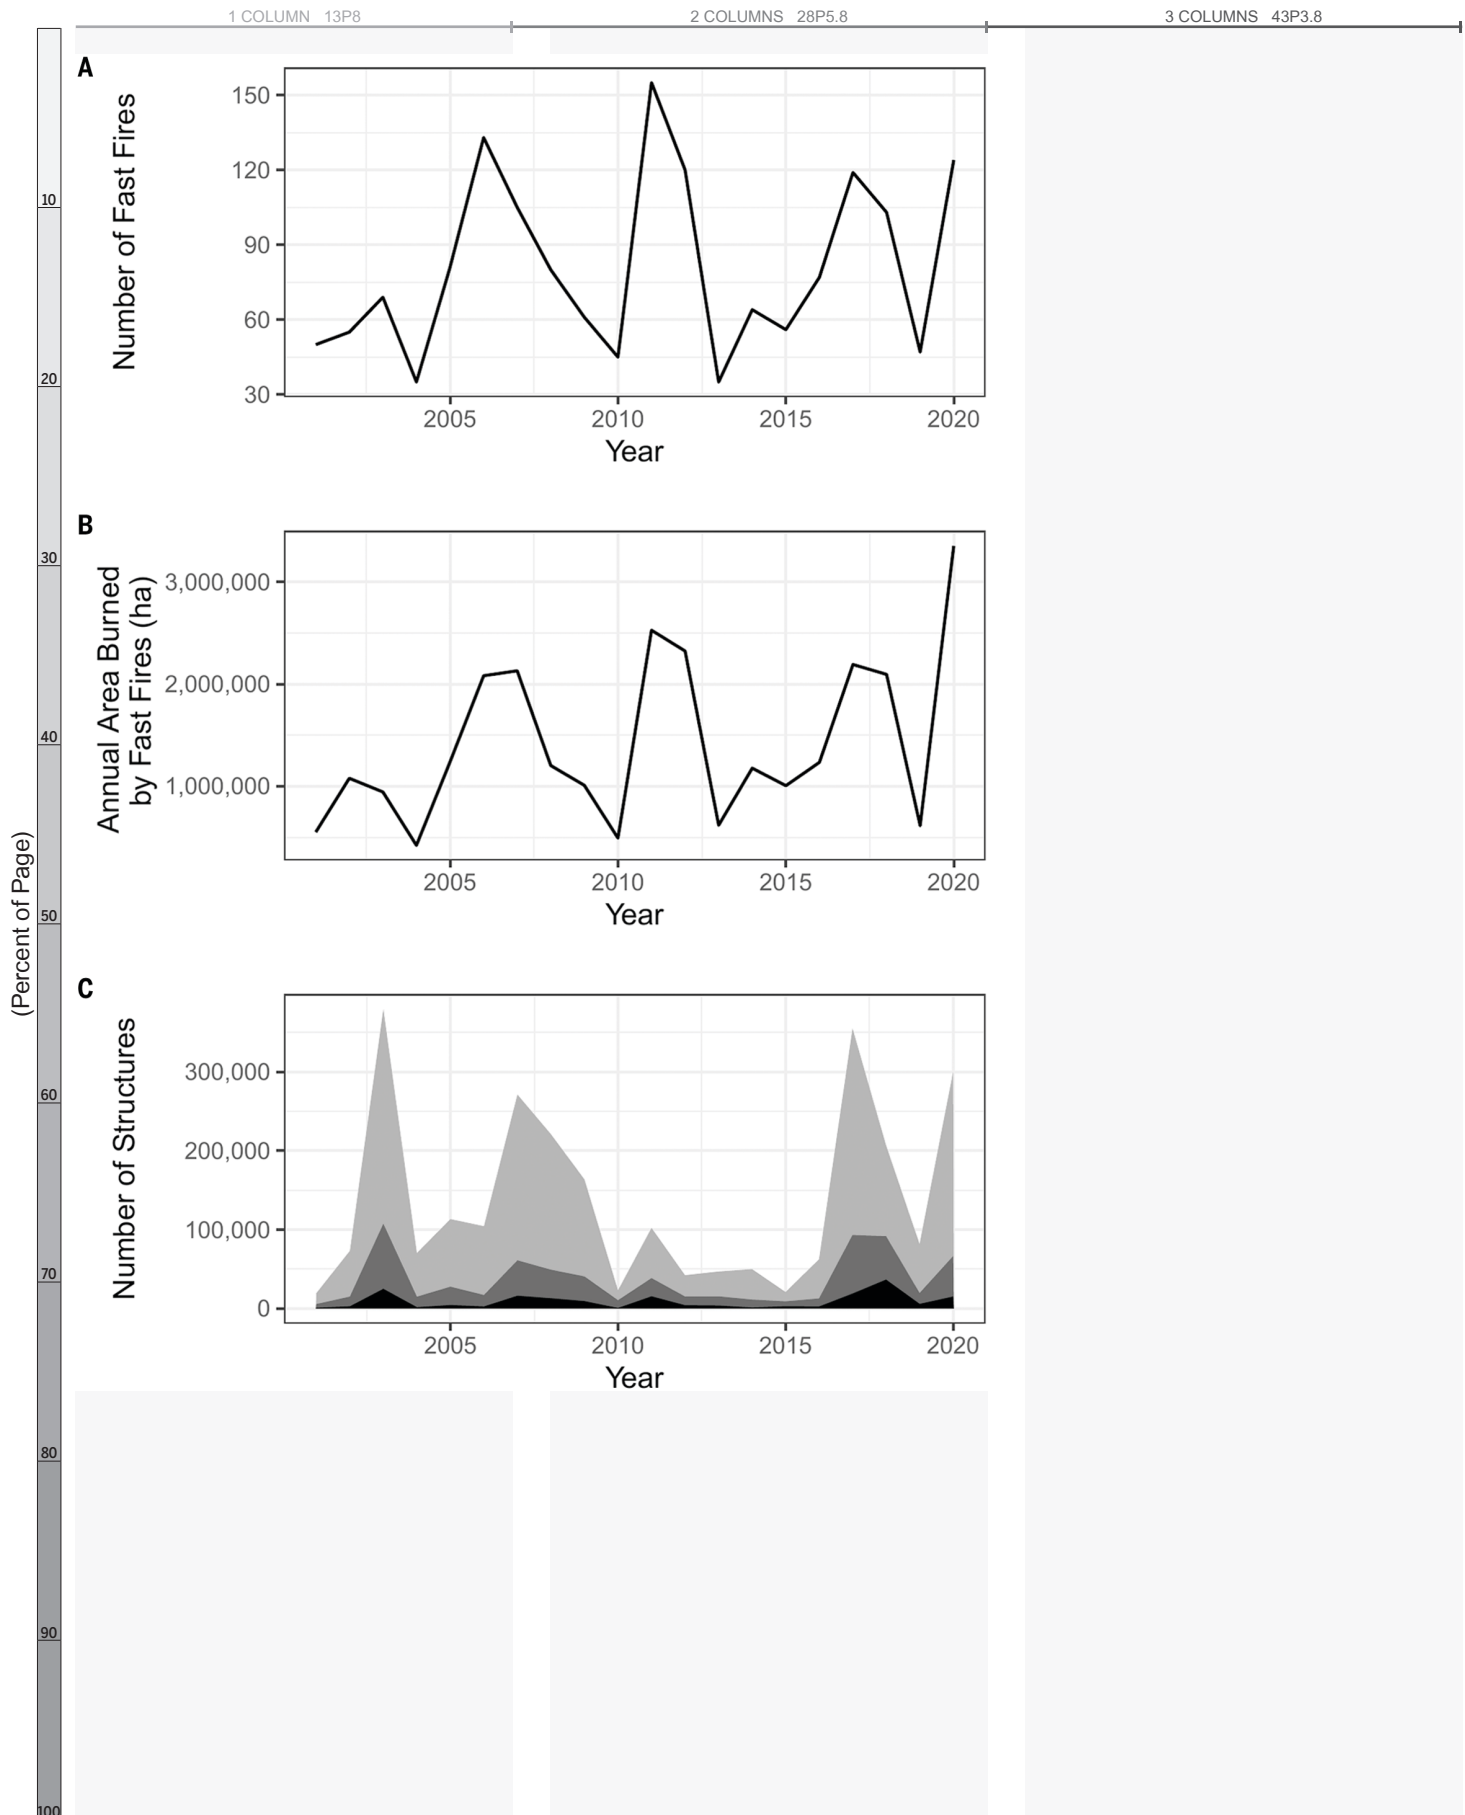 1 COLUMN 13P8
2 COLUMNS 28P5.8
3 COLUMNS 43P3.8
(Percent of Page)
10
20
30
40
50
60
70
80
90
100
A
Number of Fast Fires
150
120
90
60
30
2005
2010
2015
2020
Year
B
Annual Area Burned
by Fast Fires (ha)
3,000,000
2,000,000
1,000,000
2005
2010
2015
2020
Year
C
Number of Structures
300,000
200,000
100,000
0
2005
2010
2015
2020
Year